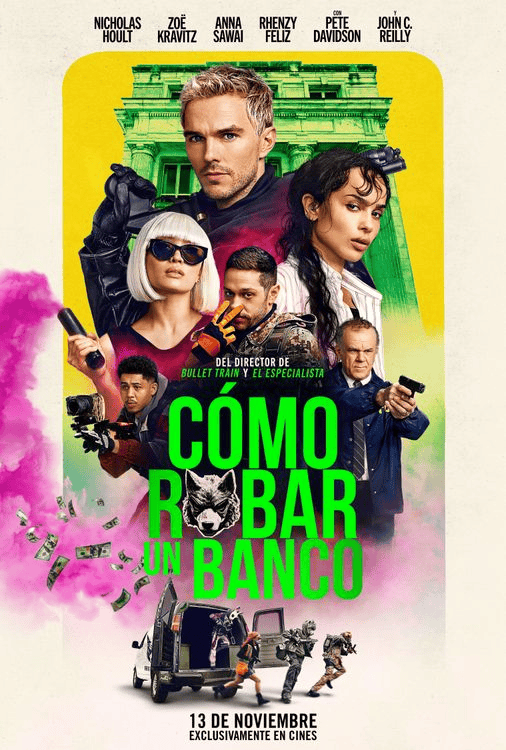 NICHOLAS HOULT
ZOË KRAVITZ
ANNA SAWAI
RHENZY FELIZ
CON PETE DAVIDSON
Y JOHN C. REILLY
DEL DIRECTOR DE
BULLET TRAIN Y EL ESPECIALISTA
CÓMO
ROBAR
UN BANCO
13 DE NOVIEMBRE
EXCLUSIVAMENTE EN CINES